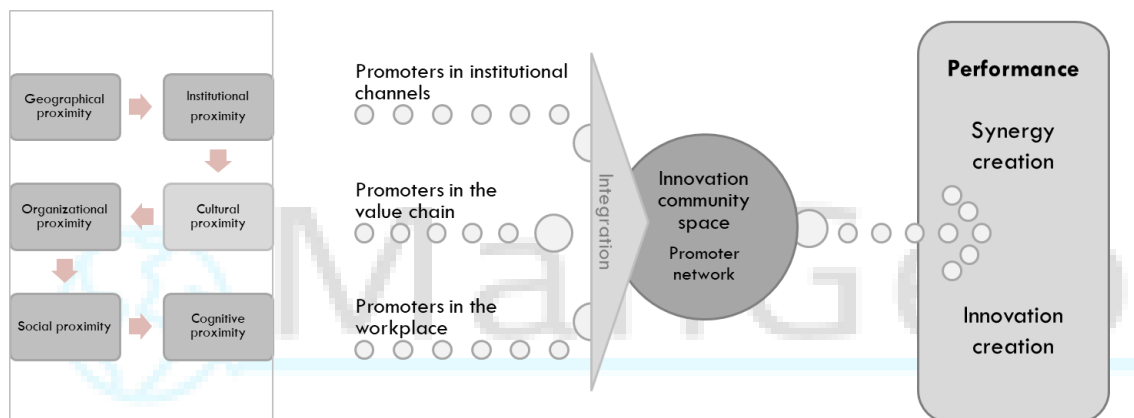 Geographical
proximity
Institutional
proximity
Cultural
proximity
Organizational
proximity
Social proximity
Cognitive
proximity
Promoters in institutional
channels
Promoters in the
value chain
Promoters in the
workplace
Integration
Innovation
community
space
Promoter
network
Performance
Synergy
creation
Innovation
creation